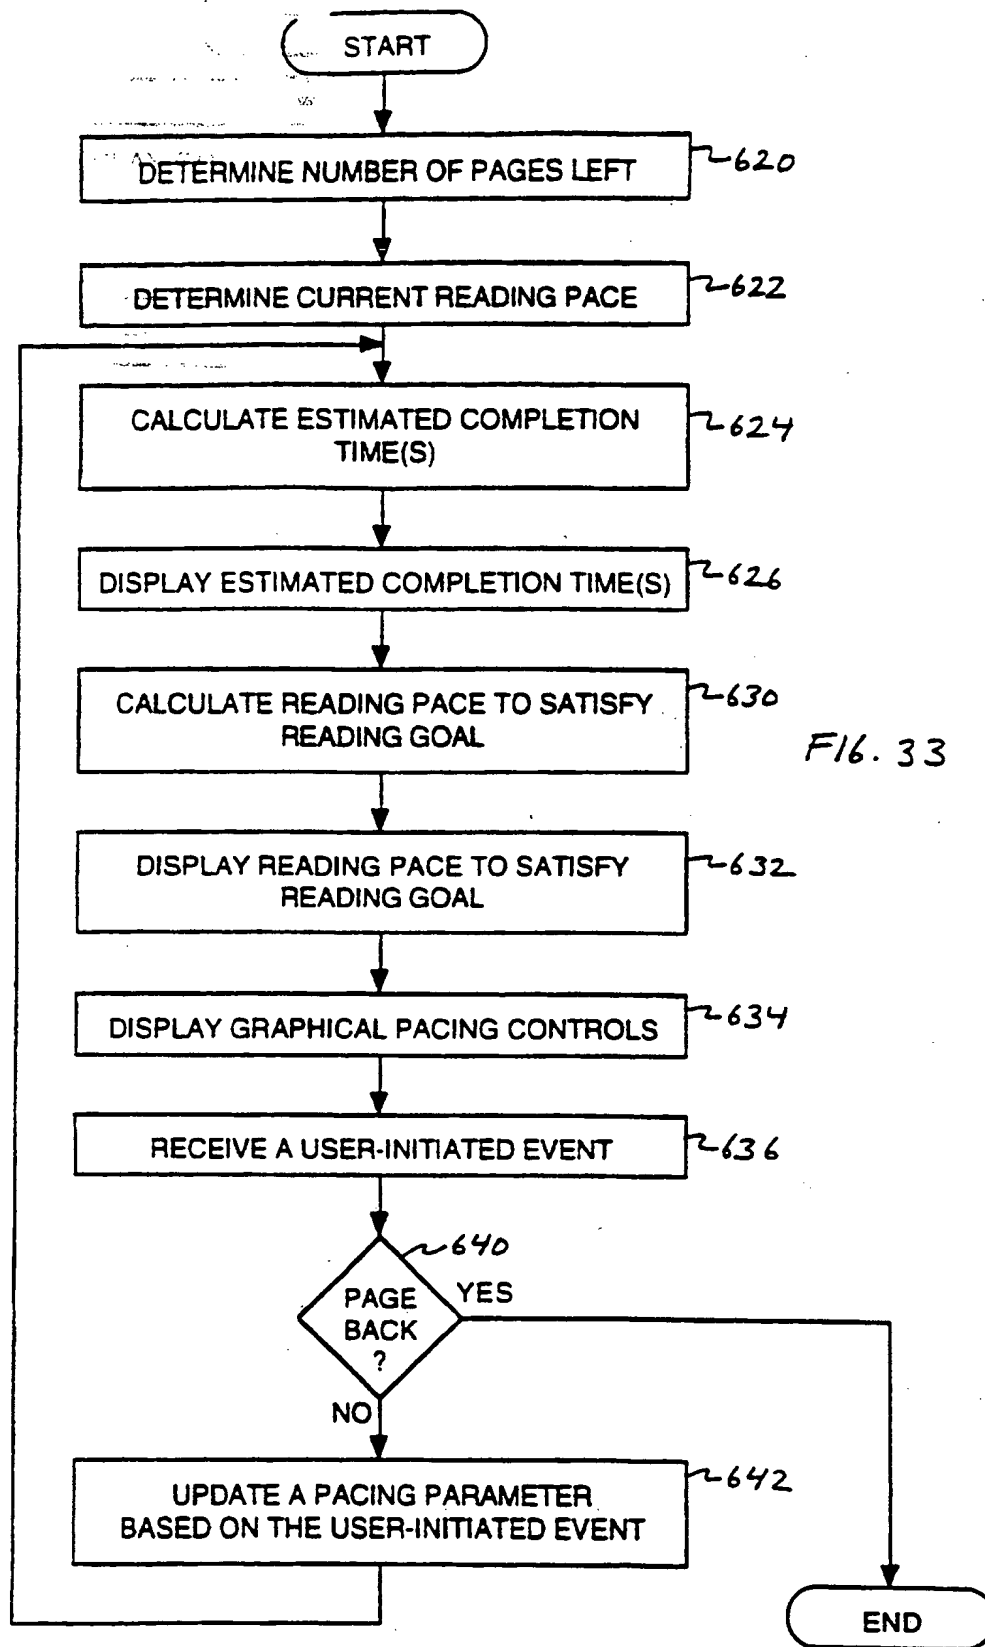 START
DETERMINE NUMBER OF PAGES LEFT
620
DETERMINE CURRENT READING PACE
622
CALCULATE ESTIMATED COMPLETION
TIME(S)
624
DISPLAY ESTIMATED COMPLETION TIME(S)
626
CALCULATE READING PACE TO SATISFY
READING GOAL
630
FIG. 33
DISPLAY READING PACE TO SATISFY
READING GOAL
632
DISPLAY GRAPHICAL PACING CONTROLS
634
RECEIVE A USER-INITIATED EVENT
636
640
PAGE
BACK
?
YES
NO
UPDATE A PACING PARAMETER
BASED ON THE USER-INITIATED EVENT
642
END